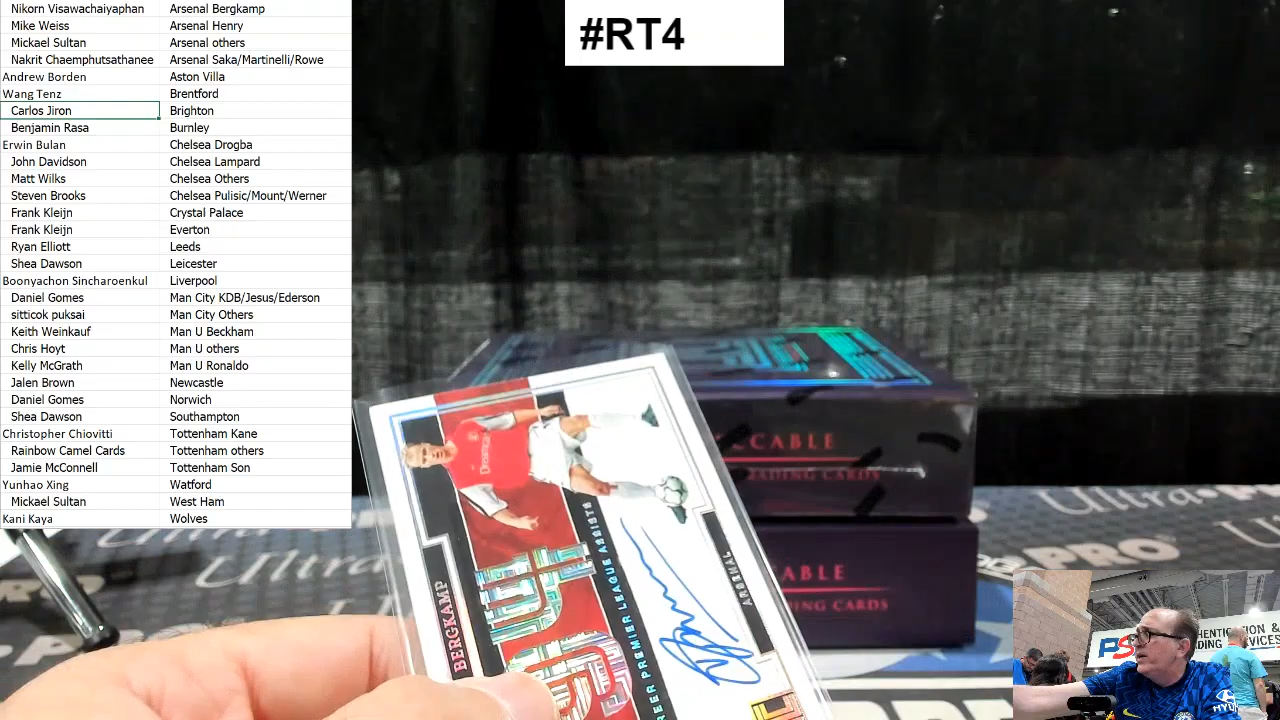 #RT4
Nikorn Visawachaiyaphan Arsenal Bergkamp
Mike Weiss Arsenal Henry
Mickael Sultan Arsenal others
Nakrit Chaemphutsathanee Arsenal Saka/Martinelli/Rowe
Andrew Borden Aston Villa
Wang Tenz Brentford
Carlos Jiron Brighton
Benjamin Rasa Burnley
Erwin Bulan Chelsea Drogba
John Davidson Chelsea Lampard
Matt Wilks Chelsea Others
Steven Brooks Chelsea Pulisic/Mount/Werner
Frank Kleijn Crystal Palace
Frank Kleijn Everton
Ryan Elliott Leeds
Shea Dawson Leicester
Boonyachon Sincharoenkul Liverpool
Daniel Gomes Man City KDB/Jesus/Ederson
sitticok puksai Man City Others
Keith Weinkauf Man U Beckham
Chris Hoyt Man U others
Kelly McGrath Man U Ronaldo
Jalen Brown Newcastle
Daniel Gomes Norwich
Shea Dawson Southampton
Christopher Chiovitti Tottenham Kane
Rainbow Camel Cards Tottenham others
Jamie McConnell Tottenham Son
Yunhao Xing Watford
Mickael Sultan West Ham
Kani Kaya Wolves
BERGKAMP
PREMIER LEAGUE ASSISTS
ARSENAL
CCABLE
TRADING CARDS
ABLE
DING CARDS
Ultra PRO
PS